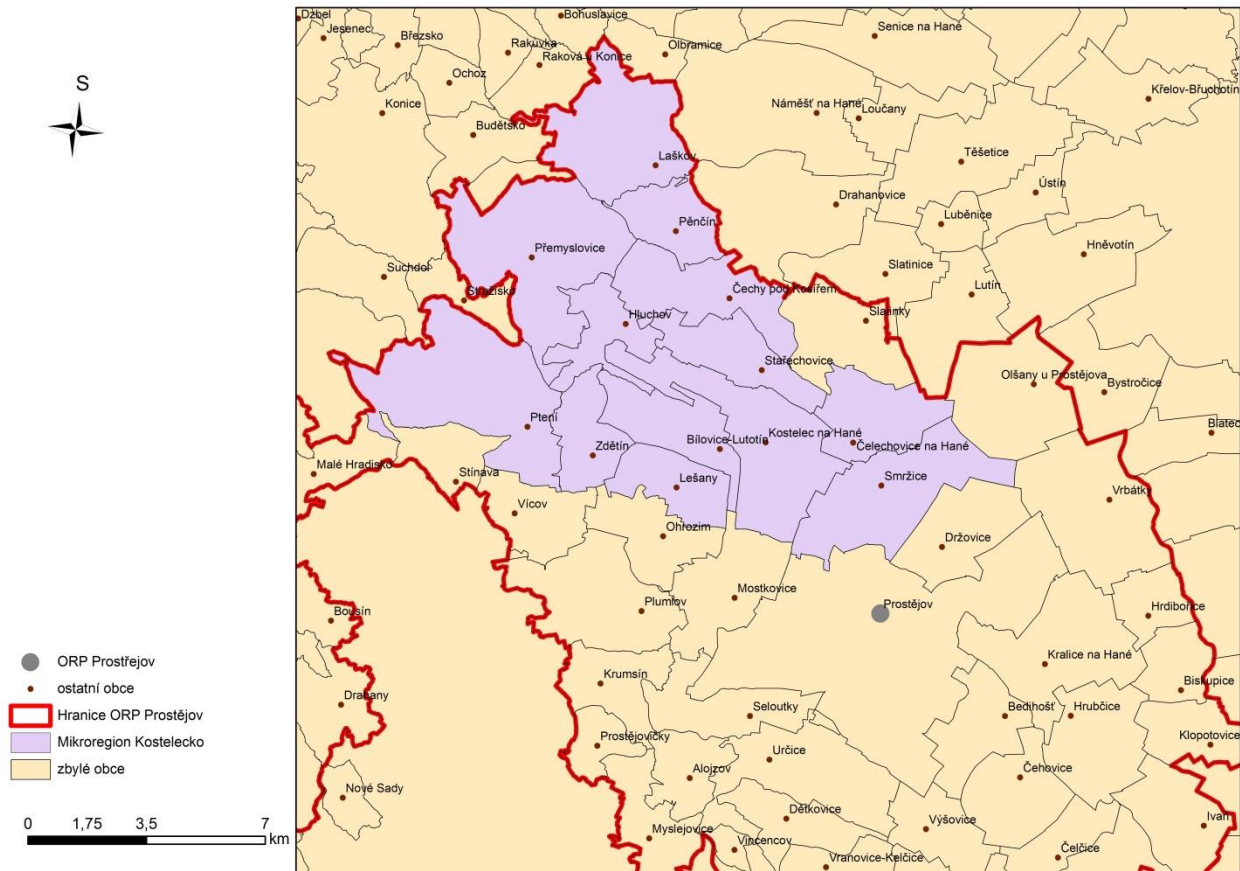 Džbel
Bohuslavice
Jesenec
Březsko
Rakůvka
Raková u Konice
Olbramice
Senice na Hané
S
Ochoz
Konice
Budětsko
Náměšť na Hané
Loučany
Křelov-Břuchotín
Laškov
Těšetice
Ústín
Drahanovice
Luběnice
Pěnčín
Přemyslovice
Hněvotín
Suchdol
Slatinice
Stražisko
Čechy pod Kosířem
Lutín
Hluchov
Slatinky
Stařechovice
Olšany u Prostějova
Bystročice
Ptení
Zdětín
Bílovice-Lutotín
Kostelec na Hané
Čelechovice na Hané
Blatec
Malé Hradisko
Stínava
Lešany
Smržice
Vrbátky
Vícov
Ohrozim
Držovice
Mostkovice
Prostějov
Plumlov
Bousín
Hrdibořice
Kralice na Hané
Krumsín
Biskupice
Drahany
Seloutky
Bedihošť
Hrubčice
Prostějovičky
Určice
Klopotovice
Alojzov
Čehovice
Nové Sady
Dětkovice
Výšovice
Ivaň
Myslejovice
Vincencov
Vranovice-Kelčice
Čelčice
ORP Prostřejov
ostatní obce
Hranice ORP Prostějov
Mikroregion Kostelecko
zbylé obce
0 1,75 3,5 7
km